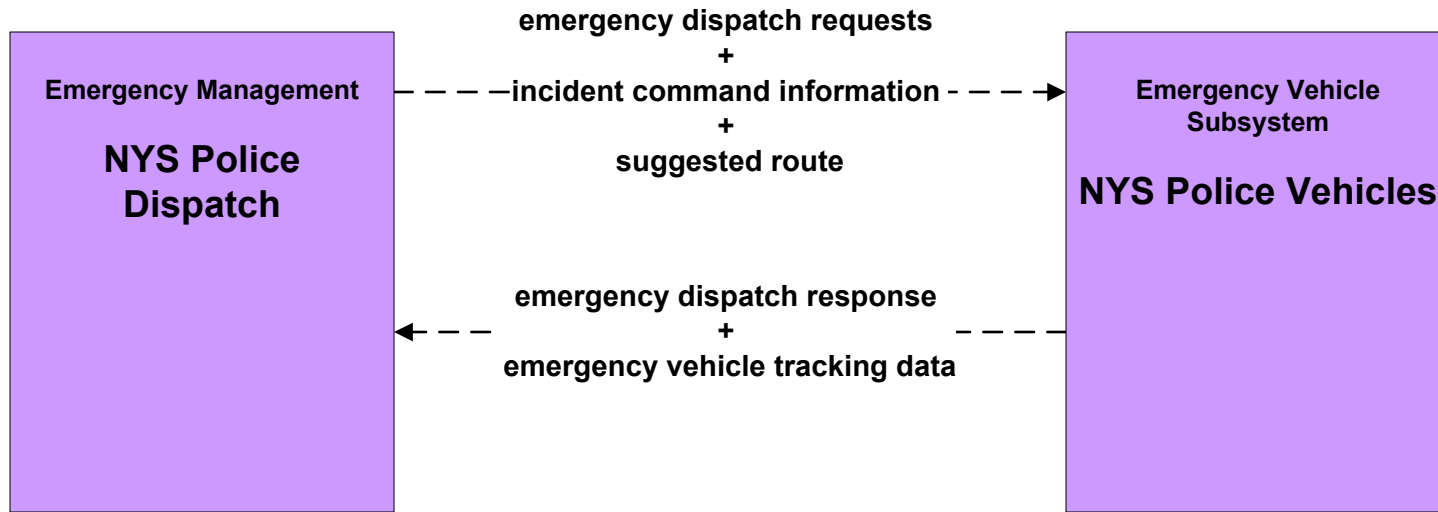 Emergency Management
NYS Police
Dispatch
emergency dispatch requests
+
incident command information
+
suggested route
emergency dispatch response
+
emergency vehicle tracking data
Emergency Vehicle
Subsystem
NYS Police Vehicles